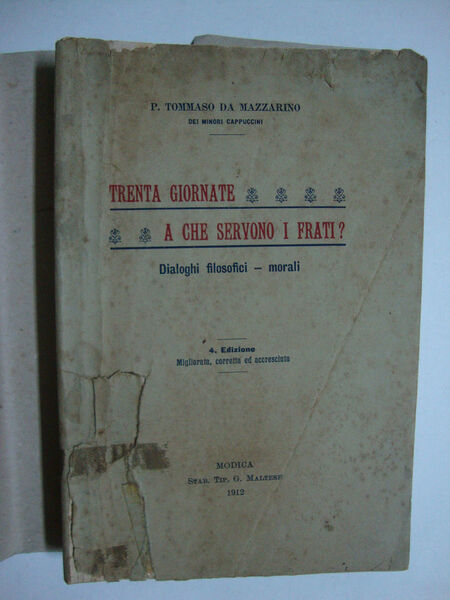 P. TOMMASO DA MAZZARINO
DEI MINORI CAPPUCCINI
TRENTA GIORNATE
A CHE SERVONO I FRATI?
Dialoghi filosofici – morali
4. Edizione
Migliorata, corretta ed accresciuta
MODICA
STAB. TIP. G. MALTESE
1912